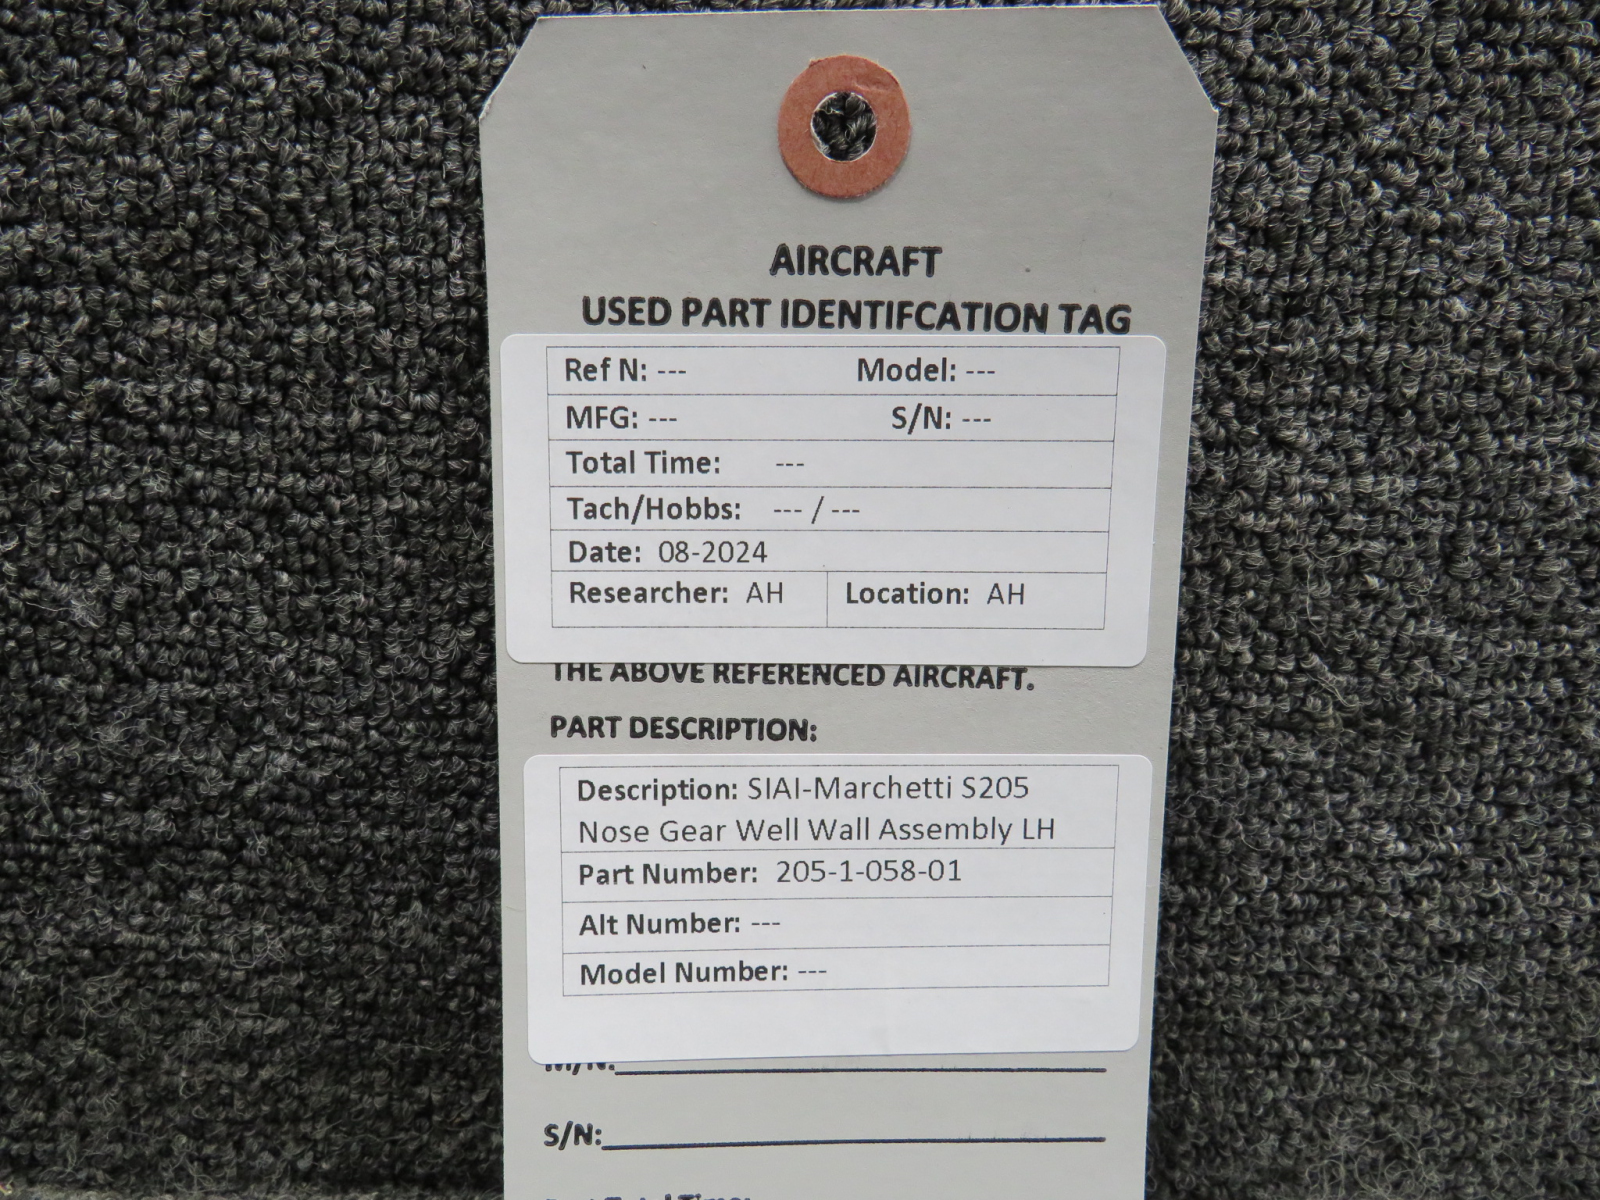 AIRCRAFT
USED PART IDENTIFCATION TAG
Ref N: --- Model: ---
MFG: --- S/N: ---
Total Time: ---
Tach/Hobbs: --- / ---
Date: 08-2024
Researcher: AH Location: AH
THE ABOVE REFERENCED AIRCRAFT.
PART DESCRIPTION:
Description: SIAI-Marchetti S205
Nose Gear Well Wall Assembly LH
Part Number: 205-1-058-01
Alt Number: ---
Model Number: ---
M/N:
S/N: